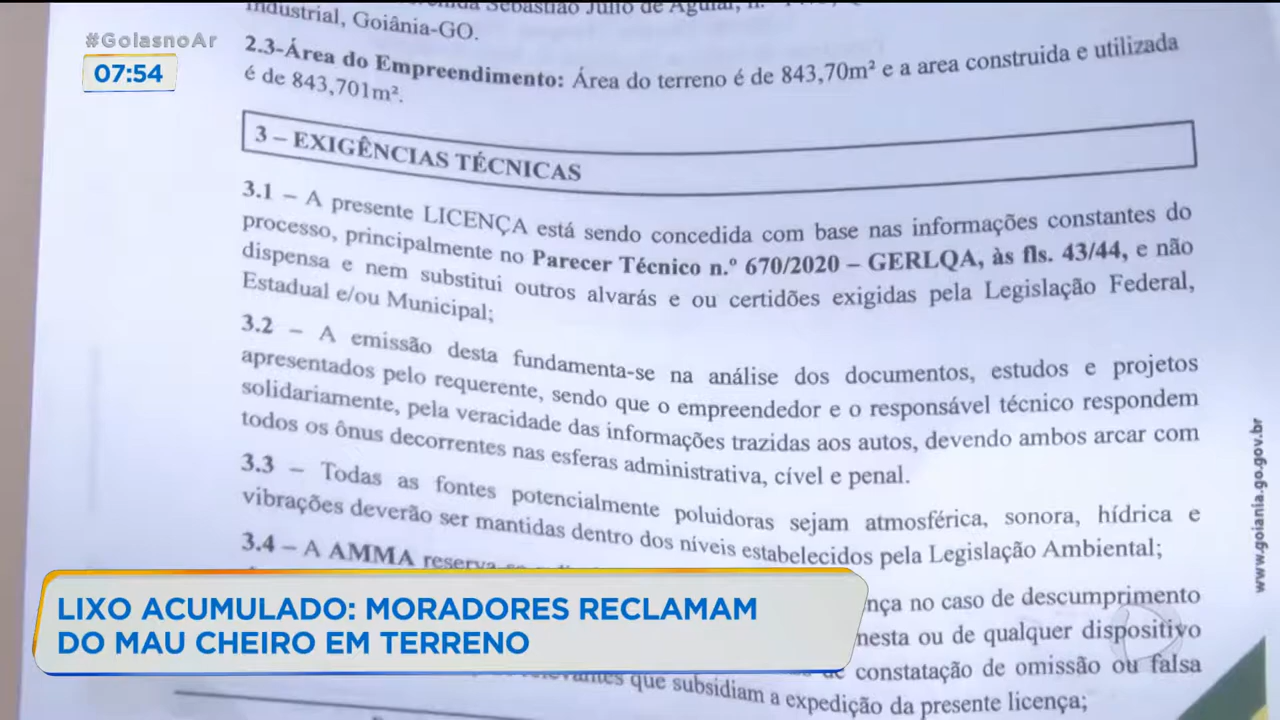 #GoIásnoAr
07:54
Sebastião Júlio de Aguiar, n.º
Industrial, Goiânia-GO.
2.3-Área do Empreendimento: Área do terreno é de 843,70m² e a area construida e utilizada
é de 843,701m².
3 – EXIGÊNCIAS TÉCNICAS
3.1 – A presente LICENÇA está sendo concedida com base nas informações constantes do
processo, principalmente no Parecer Técnico n.º 670/2020 – GERLQA, às fls. 43/44, e não
dispensa e nem substitui outros alvarás e ou certidões exigidas pela Legislação Federal,
Estadual e/ou Municipal;
3.2 – A emissão desta fundamenta-se na análise dos documentos, estudos e projetos
apresentados pelo requerente, sendo que o empreendedor e o responsável técnico respondem
solidariamente, pela veracidade das informações trazidas aos autos, devendo ambos arcar com
todos os ônus decorrentes nas esferas administrativa, cível e penal.
3.3 – Todas as fontes potencialmente poluidoras sejam atmosférica, sonora, hídrica e
vibrações deverão ser mantidas dentro dos níveis estabelecidos pela Legislação Ambiental;
3.4 – A AMMA reserva-se
nça no caso de descumprimento
nesta ou de qualquer dispositivo
constatação de omissão ou falsa
que subsidiam a expedição da presente licença;
www.goiania.go.gov.br
LIXO ACUMULADO: MORADORES RECLAMAM
DO MAU CHEIRO EM TERRENO